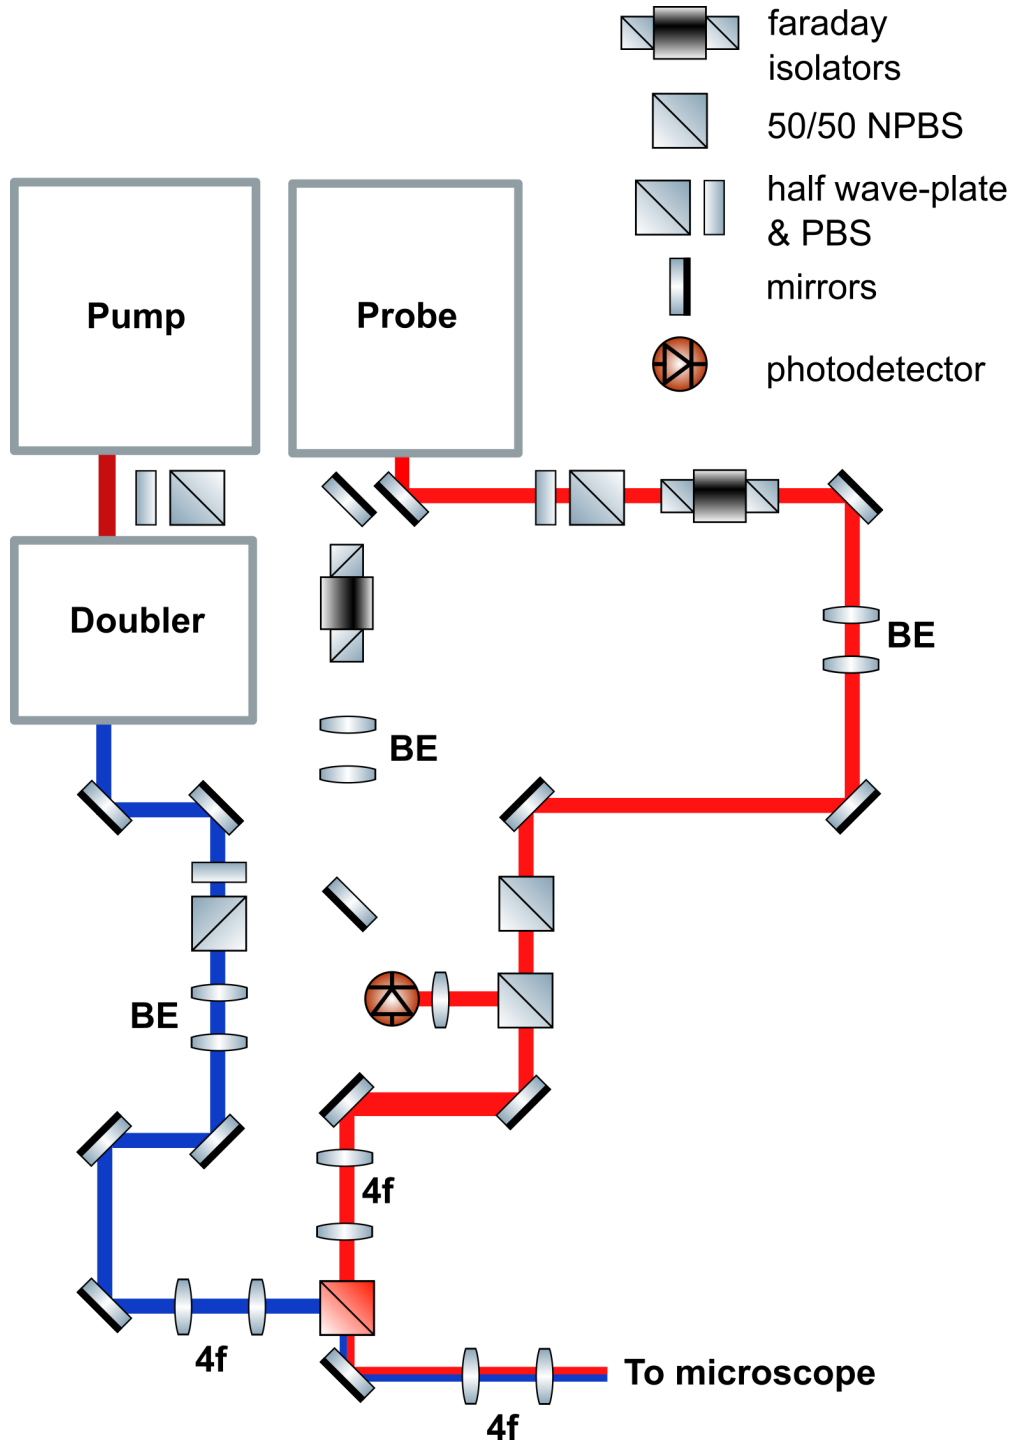 faraday
isolators
50/50 NPBS
half wave-plate
& PBS
mirrors
photodetector
Pump
Probe
Doubler
BE
BE
BE
4f
4f
To microscope
4f